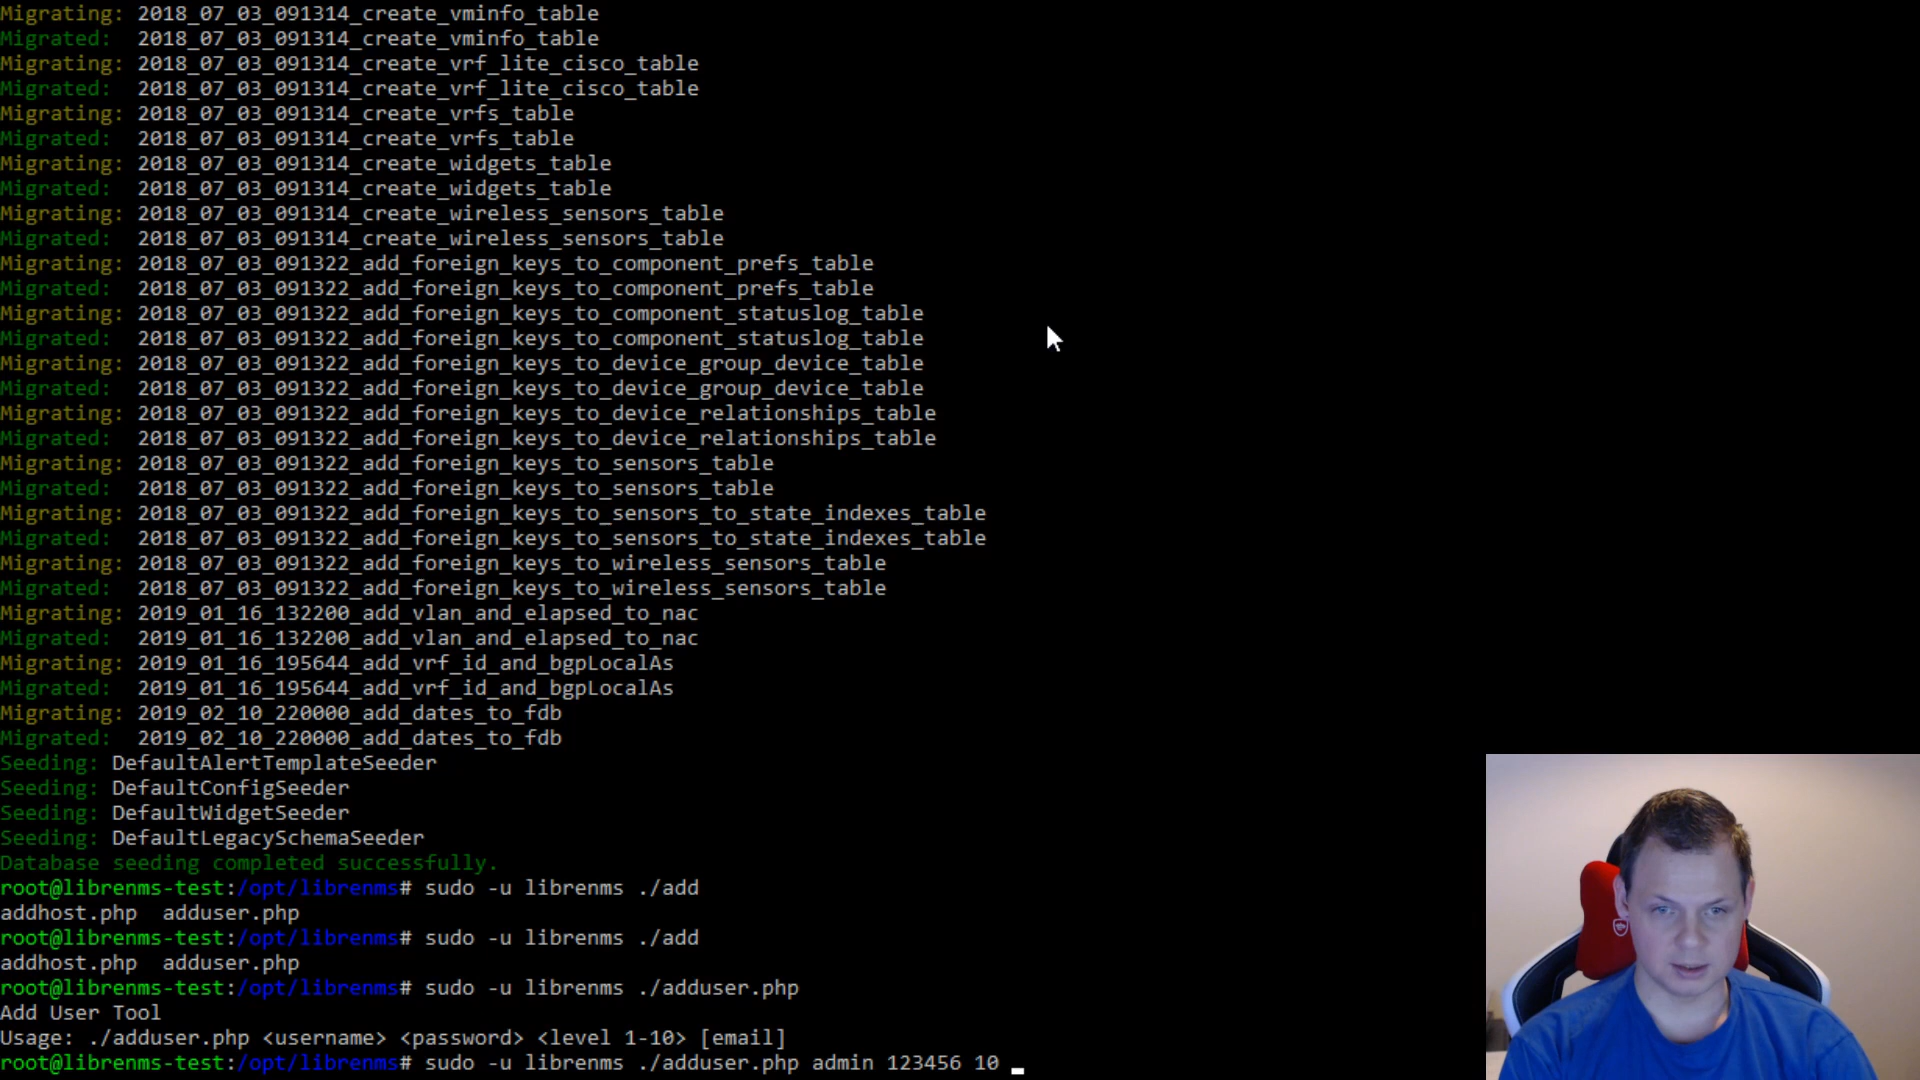 Migrating: 2018_07_03_091314_create_vminfo_table
Migrated:  2018_07_03_091314_create_vminfo_table
Migrating: 2018_07_03_091314_create_vrf_lite_cisco_table
Migrated:  2018_07_03_091314_create_vrf_lite_cisco_table
Migrating: 2018_07_03_091314_create_vrfs_table
Migrated:  2018_07_03_091314_create_vrfs_table
Migrating: 2018_07_03_091314_create_widgets_table
Migrated:  2018_07_03_091314_create_widgets_table
Migrating: 2018_07_03_091314_create_wireless_sensors_table
Migrated:  2018_07_03_091314_create_wireless_sensors_table
Migrating: 2018_07_03_091322_add_foreign_keys_to_component_prefs_table
Migrated:  2018_07_03_091322_add_foreign_keys_to_component_prefs_table
Migrating: 2018_07_03_091322_add_foreign_keys_to_component_statuslog_table
Migrated:  2018_07_03_091322_add_foreign_keys_to_component_statuslog_table
Migrating: 2018_07_03_091322_add_foreign_keys_to_device_group_device_table
Migrated:  2018_07_03_091322_add_foreign_keys_to_device_group_device_table
Migrating: 2018_07_03_091322_add_foreign_keys_to_device_relationships_table
Migrated:  2018_07_03_091322_add_foreign_keys_to_device_relationships_table
Migrating: 2018_07_03_091322_add_foreign_keys_to_sensors_table
Migrated:  2018_07_03_091322_add_foreign_keys_to_sensors_table
Migrating: 2018_07_03_091322_add_foreign_keys_to_sensors_to_state_indexes_table
Migrated:  2018_07_03_091322_add_foreign_keys_to_sensors_to_state_indexes_table
Migrating: 2018_07_03_091322_add_foreign_keys_to_wireless_sensors_table
Migrated:  2018_07_03_091322_add_foreign_keys_to_wireless_sensors_table
Migrating: 2019_01_16_132200_add_vlan_and_elapsed_to_nac
Migrated:  2019_01_16_132200_add_vlan_and_elapsed_to_nac
Migrating: 2019_01_16_195644_add_vrf_id_and_bgpLocalAs
Migrated:  2019_01_16_195644_add_vrf_id_and_bgpLocalAs
Migrating: 2019_02_10_220000_add_dates_to_fdb
Migrated:  2019_02_10_220000_add_dates_to_fdb
Seeding: DefaultAlertTemplateSeeder
Seeding: DefaultConfigSeeder
Seeding: DefaultWidgetSeeder
Seeding: DefaultLegacySchemaSeeder
Database seeding completed successfully.
root@librenms-test:/opt/librenms# sudo -u librenms ./add
addhost.php  adduser.php
root@librenms-test:/opt/librenms# sudo -u librenms ./add
addhost.php  adduser.php
root@librenms-test:/opt/librenms# sudo -u librenms ./adduser.php
Add User Tool
Usage: ./adduser.php <username> <password> <level 1-10> [email]
root@librenms-test:/opt/librenms# sudo -u librenms ./adduser.php admin 123456 10